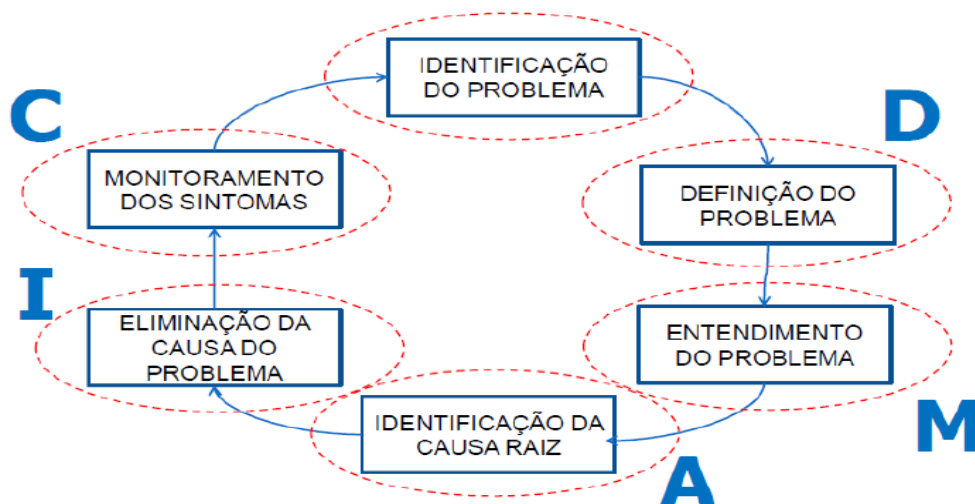 IDENTIFICAÇÃO
DO PROBLEMA
D
DEFINIÇÃO DO
PROBLEMA
ENTENDIMENTO
DO PROBLEMA
M
IDENTIFICAÇÃO DA
CAUSA RAIZ
A
ELIMINAÇÃO DA
CAUSA DO
PROBLEMA
I
MONITORAMENTO
DOS SINTOMAS
C